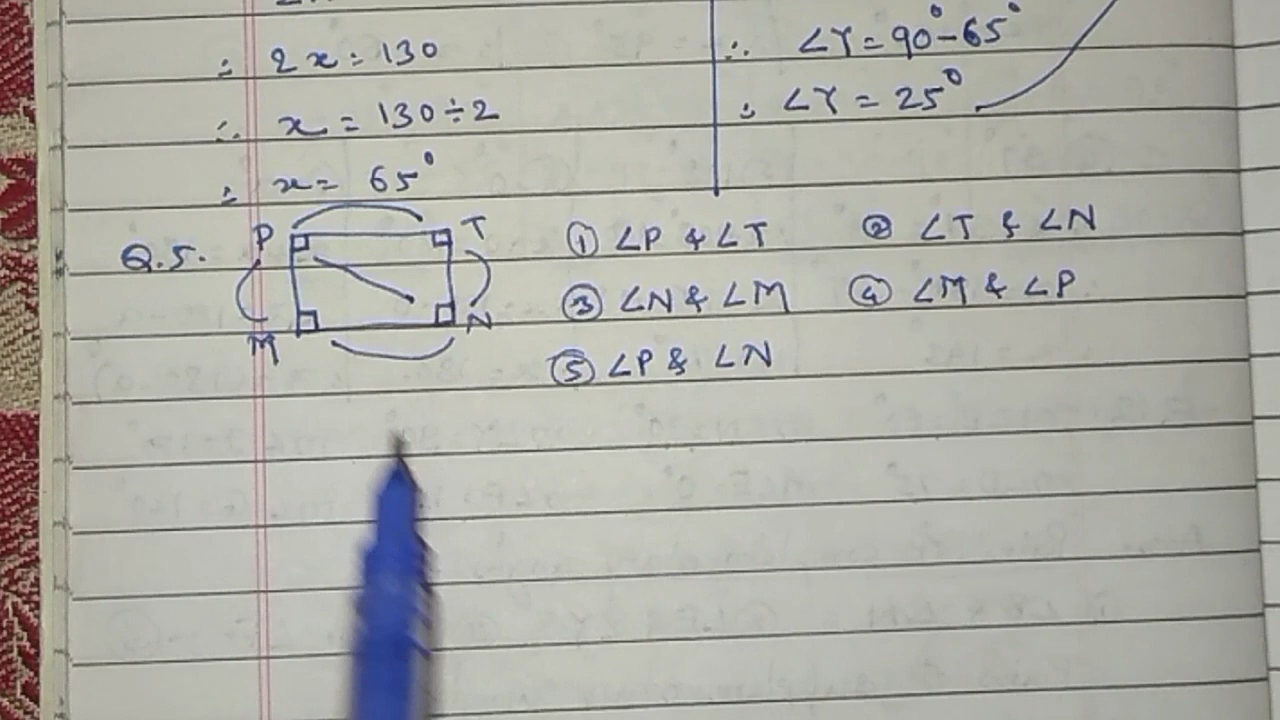 ∴ 2x = 130
∴ x = 130 ÷ 2
∴ x = 65°
∴ ∠Y = 90° - 65°
∴ ∠Y = 25°
Q.5.
P T
M N
① ∠P & ∠T ② ∠T & ∠N
③ ∠N & ∠M ④ ∠M & ∠P
⑤ ∠P & ∠N